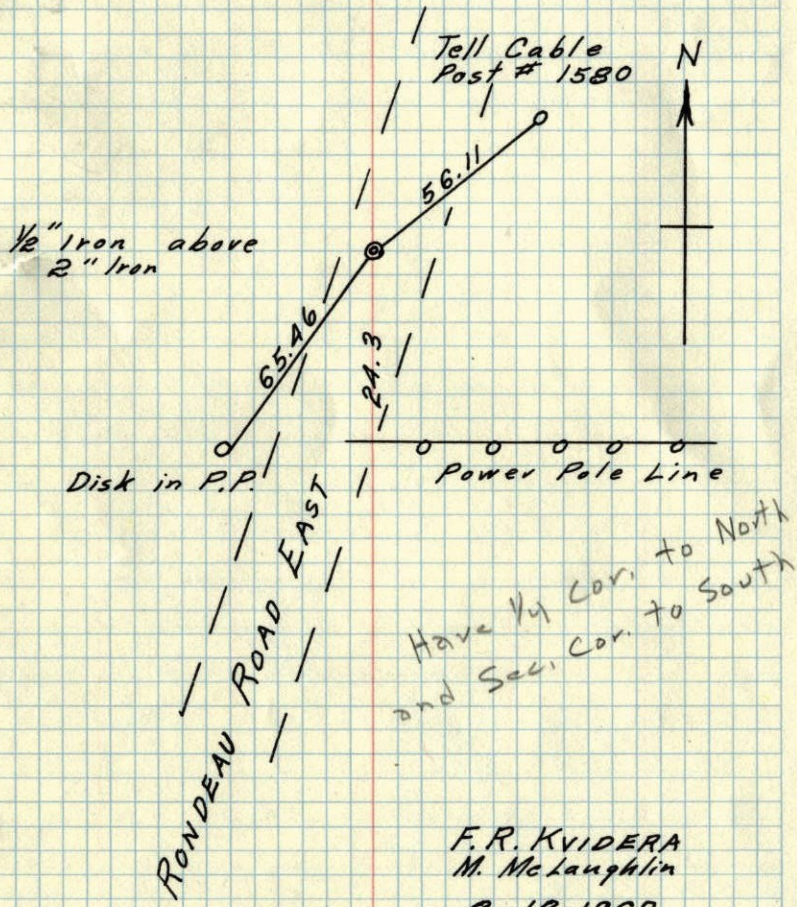 Tell Cable
Post # 1580
N
56.11
1/2" Iron above
2" Iron
65.46
24.3
Disk in P.P.
Power Pole Line
RONDEAU ROAD EAST
Have 1/4 Cor. to North
and Sec. Cor. to South
F.R. KVIDERA
M. McLaughlin